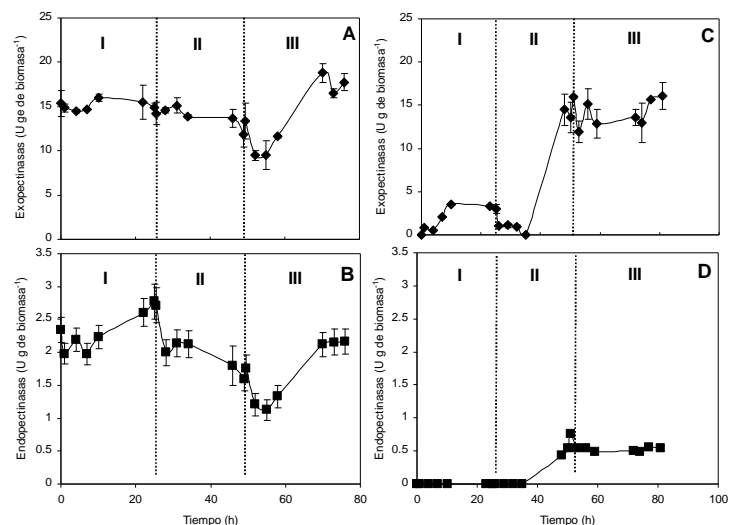 25
20
15
10
5
0
Exopectinasas (U g de biomasa-1)
I
II
III
A
3.5
3
2.5
2
1.5
1
0.5
0
Endopectinasas (U g de biomasa-1)
I
II
III
B
0
20
40
60
80
Tiempo (h)
25
20
15
10
5
0
Exopectinasas (U ge de biomasa-1)
I
II
III
C
3.5
3
2.5
2
1.5
1
0.5
0
Endopectinasas (U g de biomasa-1)
I
II
III
D
0
20
40
60
80
100
Tiempo (h)